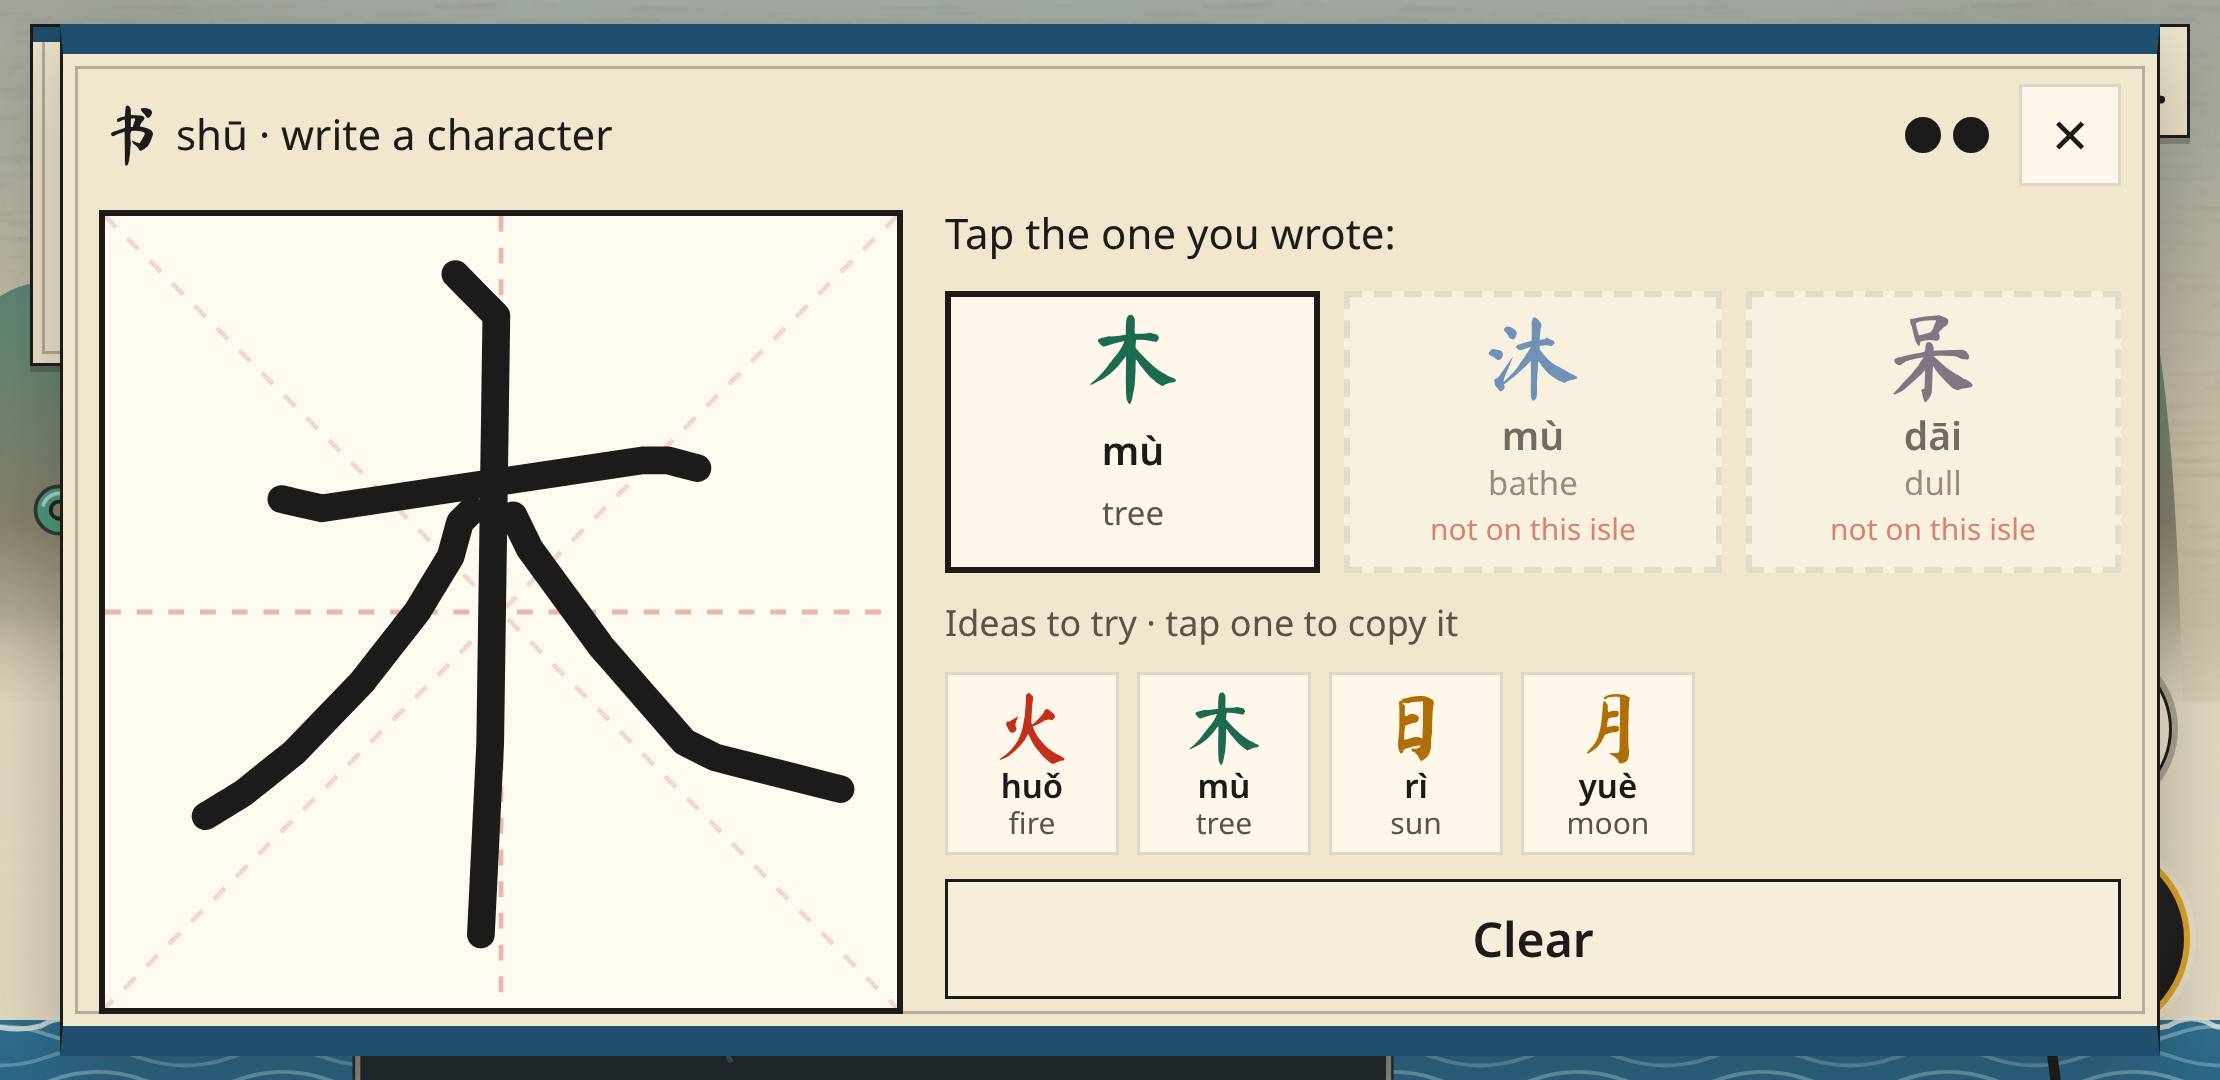 书 shū · write a character
木
Tap the one you wrote:
木
mù
tree
沐
mù
bathe
not on this isle
呆
dāi
dull
not on this isle
Ideas to try · tap one to copy it
火
huǒ
fire
木
mù
tree
日
rì
sun
月
yuè
moon
Clear